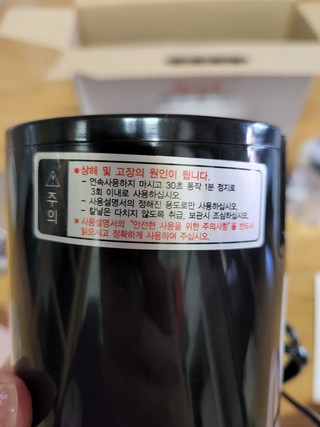 주의
● 상해 및 고장의 원인이 됩니다.
- 연속사용하지 마시고 30초 동작 1분 정지로
3회 이내로 사용하십시오.
- 사용설명서의 정해진 용도로만 사용하십시오.
- 칼날은 다치지 않도록 취급, 보관시 조심하십시오.
● 사용설명서의 "안전한 사용을 위한 주의사항"을 반드시
읽으시고 정확하게 사용하여 주십시오.